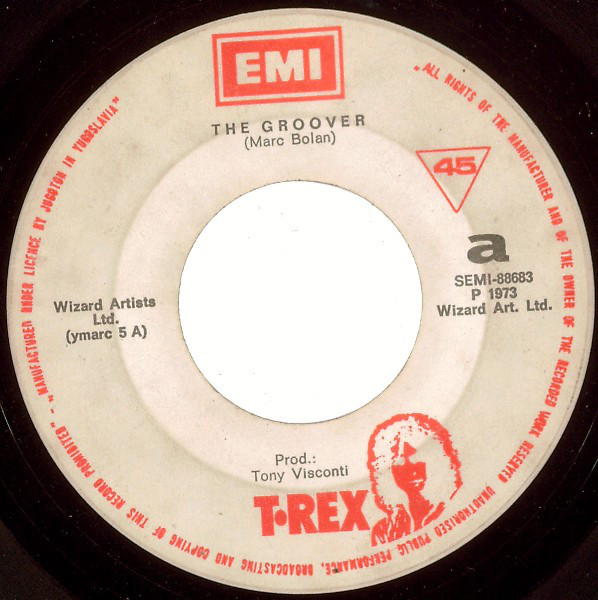 EMI
THE GROOVER
(Marc Bolan)
45
a
SEMI-88683
P 1973
Wizard Art. Ltd.
Wizard Artists
Ltd.
(ymarc 5 A)
Prod.:
Tony Visconti
T•REX
„MANUFACTURED UNDER LICENCE BY JUGOTON IN YUGOSLAVIA”
„ALL RIGHTS OF THE MANUFACTURER AND OF THE OWNER OF THE RECORDED WORK RESERVED UNAUTHORISED PUBLIC PERFORMANCE, BROADCASTING AND COPYING OF THIS RECORD PROHIBITED”